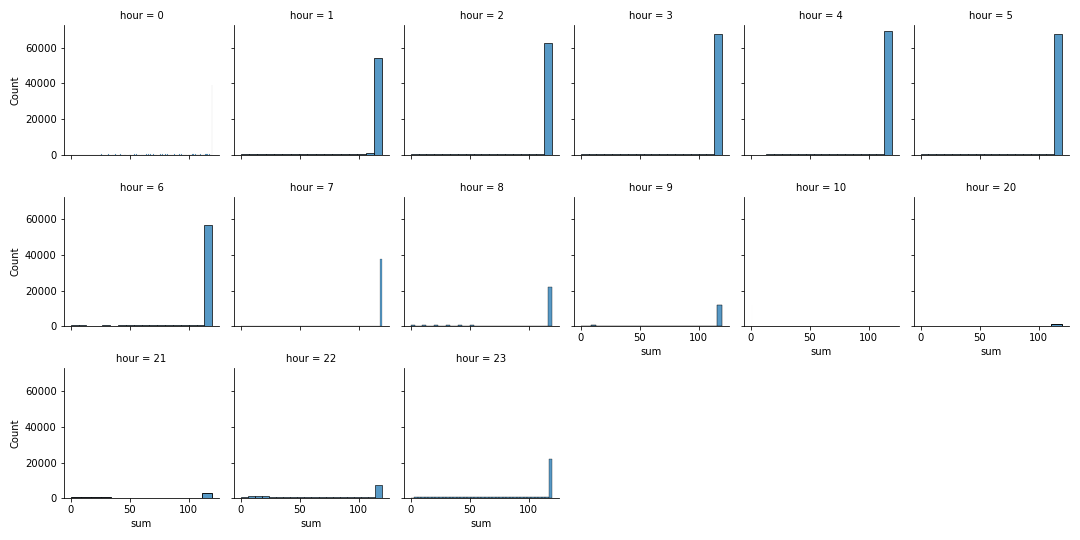 hour = 0 hour = 1 hour = 2 hour = 3 hour = 4 hour = 5
60000
40000
20000
0
Count
hour = 6 hour = 7 hour = 8 hour = 9 hour = 10 hour = 20
60000
40000
20000
0
Count
0 50 100 0 50 100 0 50 100
sum sum sum
hour = 21 hour = 22 hour = 23
60000
40000
20000
0
Count
0 50 100 0 50 100 0 50 100
sum sum sum